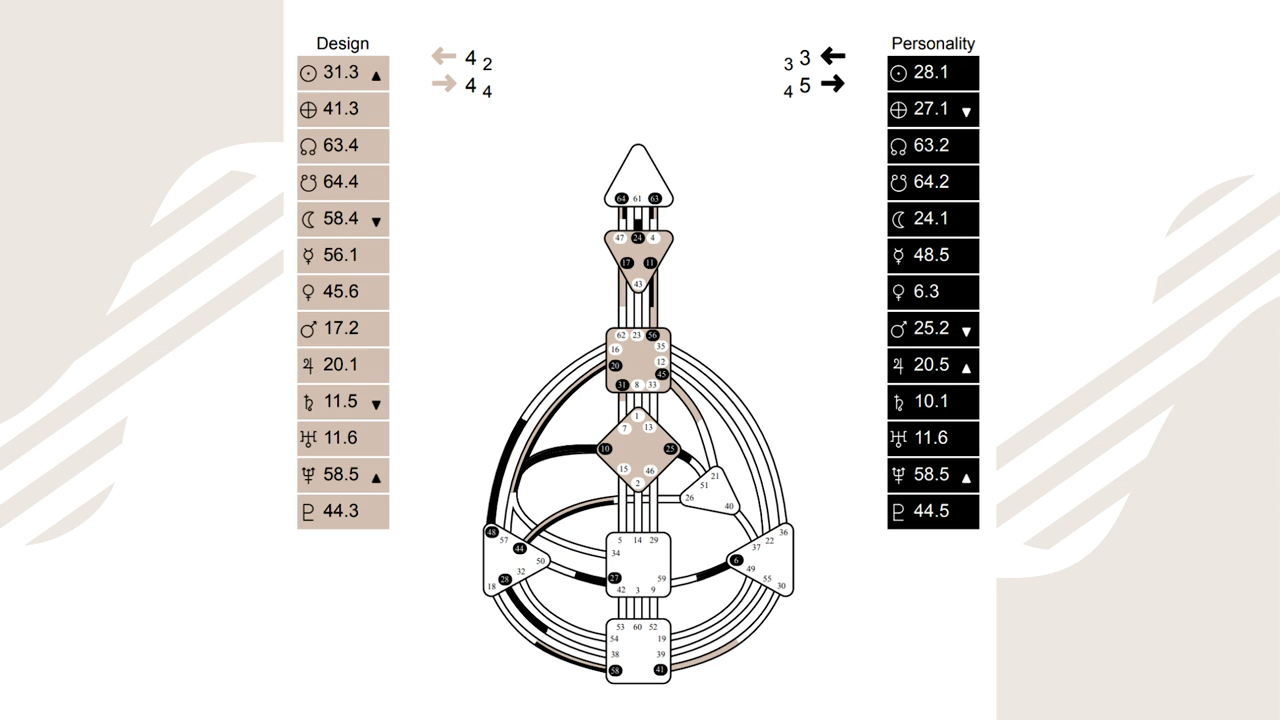 Design
Personality
☉ 31.3 ▲
⊕ 41.3
☊ 63.4
☋ 64.4
☾ 58.4 ▼
☿ 56.1
♀ 45.6
♂ 17.2
♃ 20.1
♄ 11.5 ▼
♅ 11.6
♆ 58.5 ▲
♇ 44.3
← 4 2
→ 4 4
3 3 ←
4 5 →
☉ 28.1
⊕ 27.1 ▼
☊ 63.2
☋ 64.2
☾ 24.1
☿ 48.5
♀ 6.3
♂ 25.2 ▼
♃ 20.5 ▲
♄ 10.1
♅ 11.6
♆ 58.5 ▲
♇ 44.5
64 61 63
47 24 4
17 11
43
62 23 56
16 35
20 12
45
31 8 33
1
7 13
10 25
15 46
2
21
51
26
40
48
57
44
50
32
28
18
5 14 29
34
27 59
42 3 9
36
22
37
6
49
55
30
53 60 52
54 19
38 39
58 41